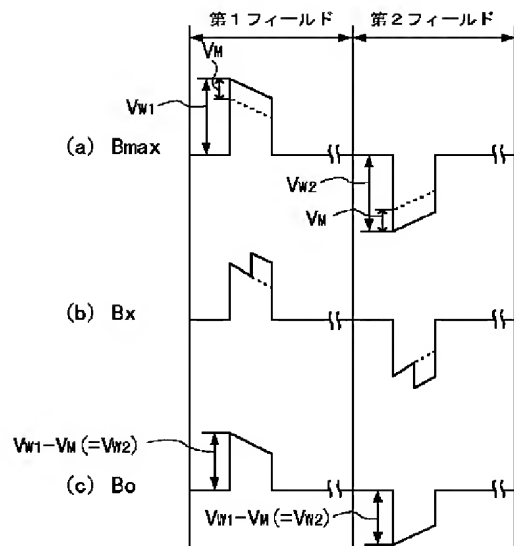 第1フィールド 第2フィールド
VM
VW1
(a) Bmax
VW2
VM
(b) Bx
VW1-VM(=VW2)
(c) Bo
VW1-VM(=VW2)